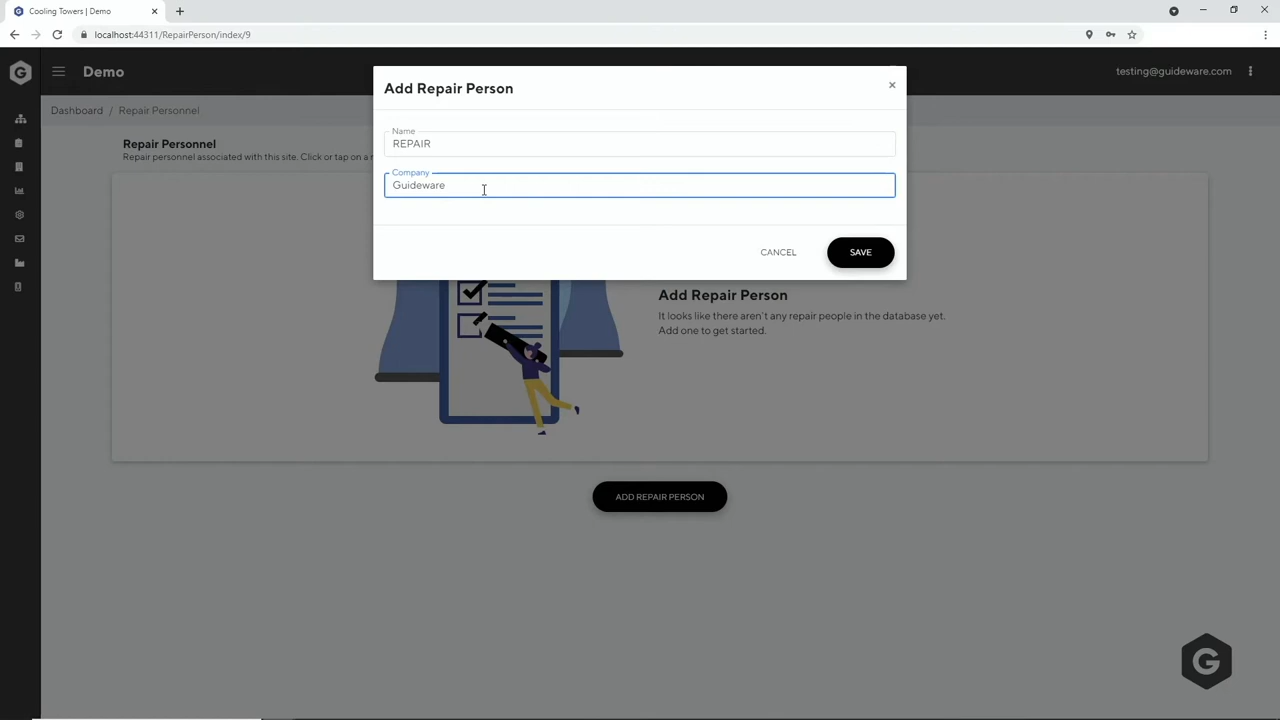 Cooling Towers | Demo
localhost:44311/RepairPerson/index/9
Demo
testing@guideware.com
Dashboard / Repair Personnel
Repair Personnel
Repair personnel associated with this site. Click or tap on a r
Add Repair Person
×
Name
REPAIR
Company
Guideware
CANCEL
SAVE
Add Repair Person
It looks like there aren't any repair people in the database yet.
Add one to get started.
ADD REPAIR PERSON
G